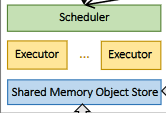 Scheduler
Executor ... Executor
Shared Memory Object Store